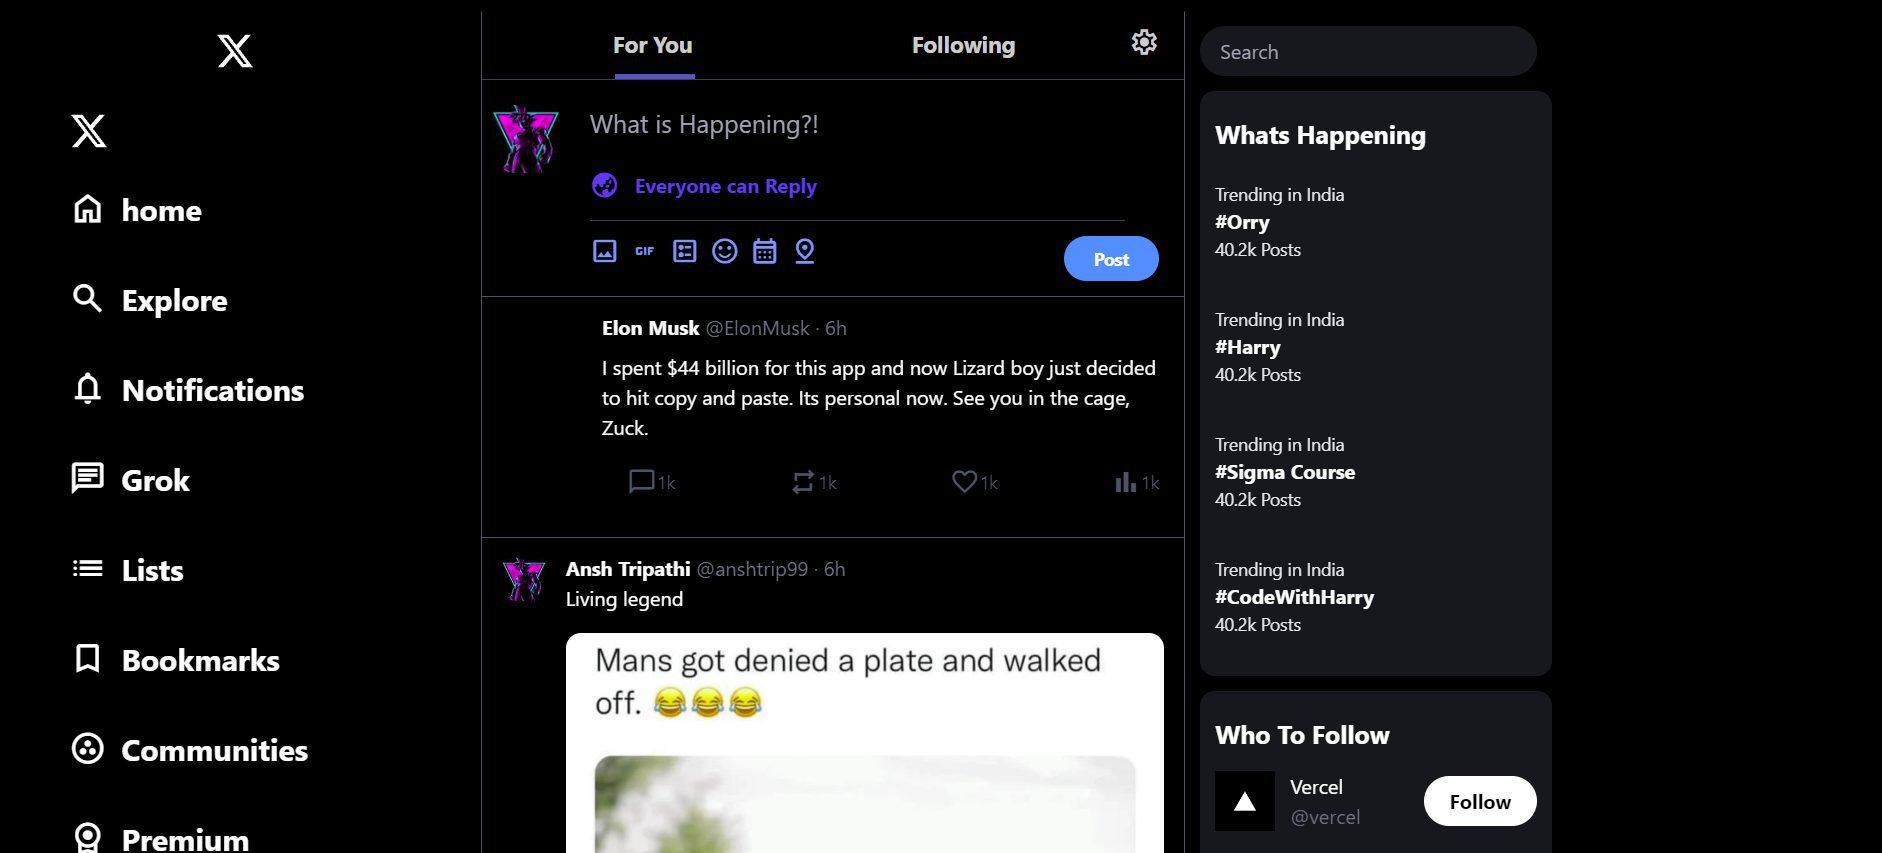 home
Explore
Notifications
Grok
Lists
Bookmarks
Communities
Premium
For You
Following
What is Happening?!
Everyone can Reply
GIF
Post
Elon Musk @ElonMusk · 6h
I spent $44 billion for this app and now Lizard boy just decided
to hit copy and paste. Its personal now. See you in the cage,
Zuck.
1k 1k 1k 1k
Ansh Tripathi @anshtrip99 · 6h
Living legend
Mans got denied a plate and walked
off. 😂😂😂
Search
Whats Happening
Trending in India
#Orry
40.2k Posts
Trending in India
#Harry
40.2k Posts
Trending in India
#Sigma Course
40.2k Posts
Trending in India
#CodeWithHarry
40.2k Posts
Who To Follow
Vercel
@vercel
Follow